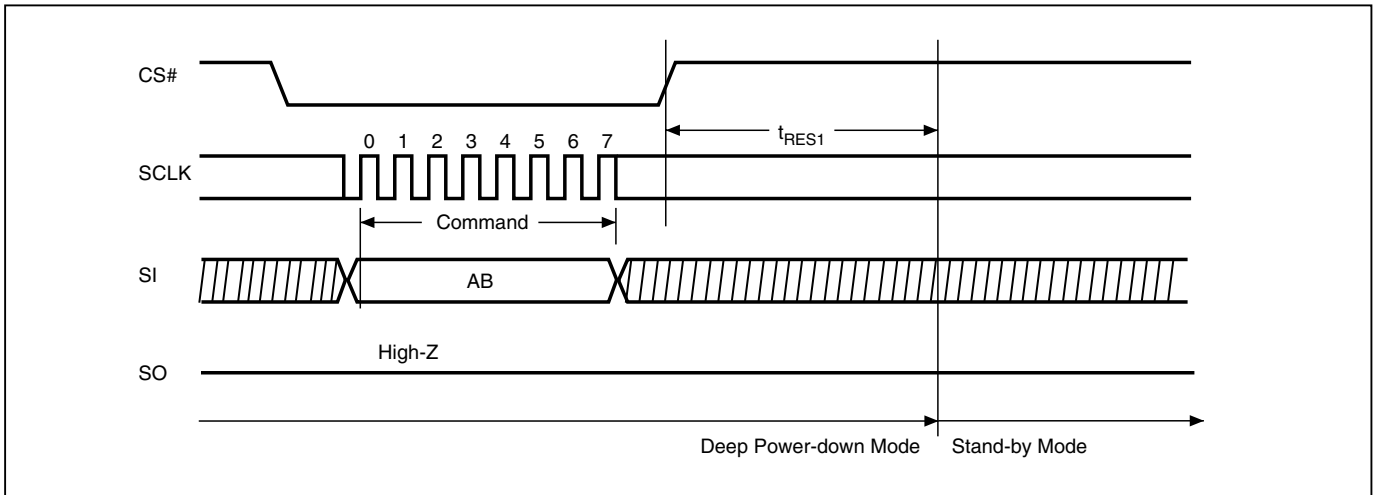 CS#
tRES1
0 1 2 3 4 5 6 7
SCLK
Command
SI
AB
High-Z
SO
Deep Power-down Mode
Stand-by Mode